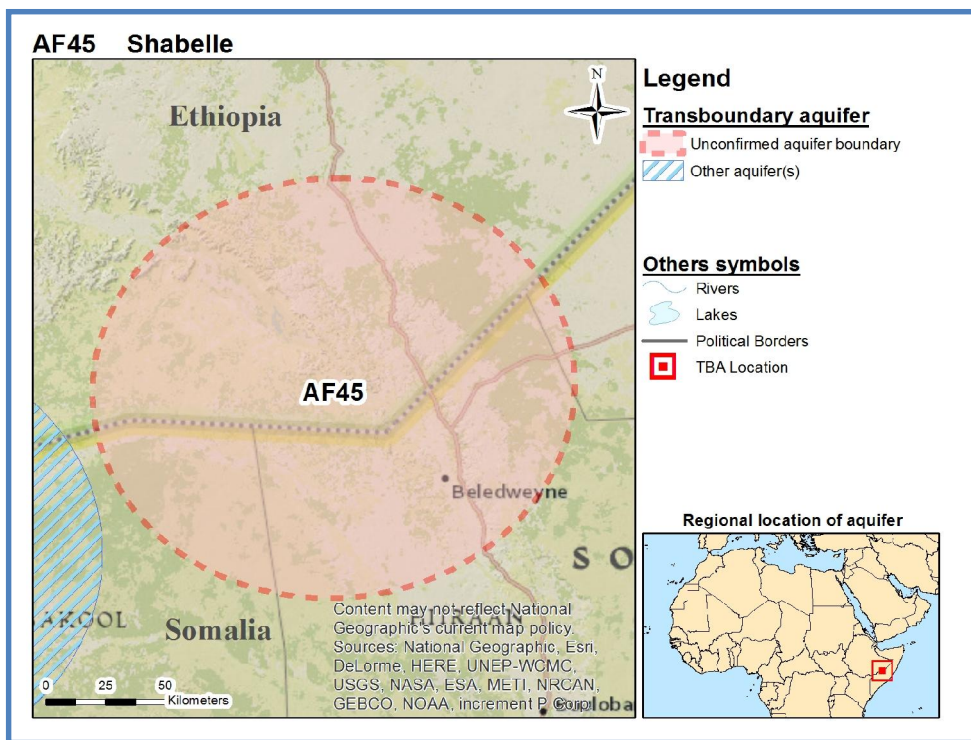 AF45 Shabelle
Ethiopia
N
AF45
Beledweyne
S O
Somalia
Content may not reflect National
Geographic's current map policy.
Sources: National Geographic, Esri,
DeLorme, HERE, UNEP-WCMC,
USGS, NASA, ESA, METI, NRCAN,
GEBCO, NOAA, increment P Corp.
0 25 50
Kilometers
Legend
Transboundary aquifer
Unconfirmed aquifer boundary
Other aquifer(s)
Others symbols
Rivers
Lakes
Political Borders
TBA Location
Regional location of aquifer